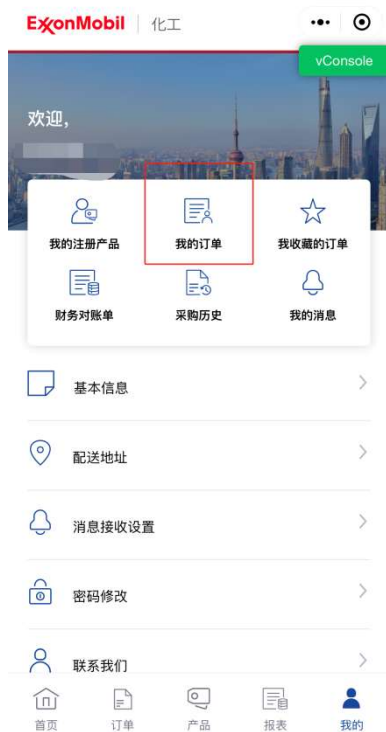 ExxonMobil 化工
vConsole
欢迎,
我的注册产品 我的订单 我收藏的订单
财务对账单 采购历史 我的消息
基本信息
配送地址
消息接收设置
密码修改
联系我们
首页 订单 产品 报表 我的